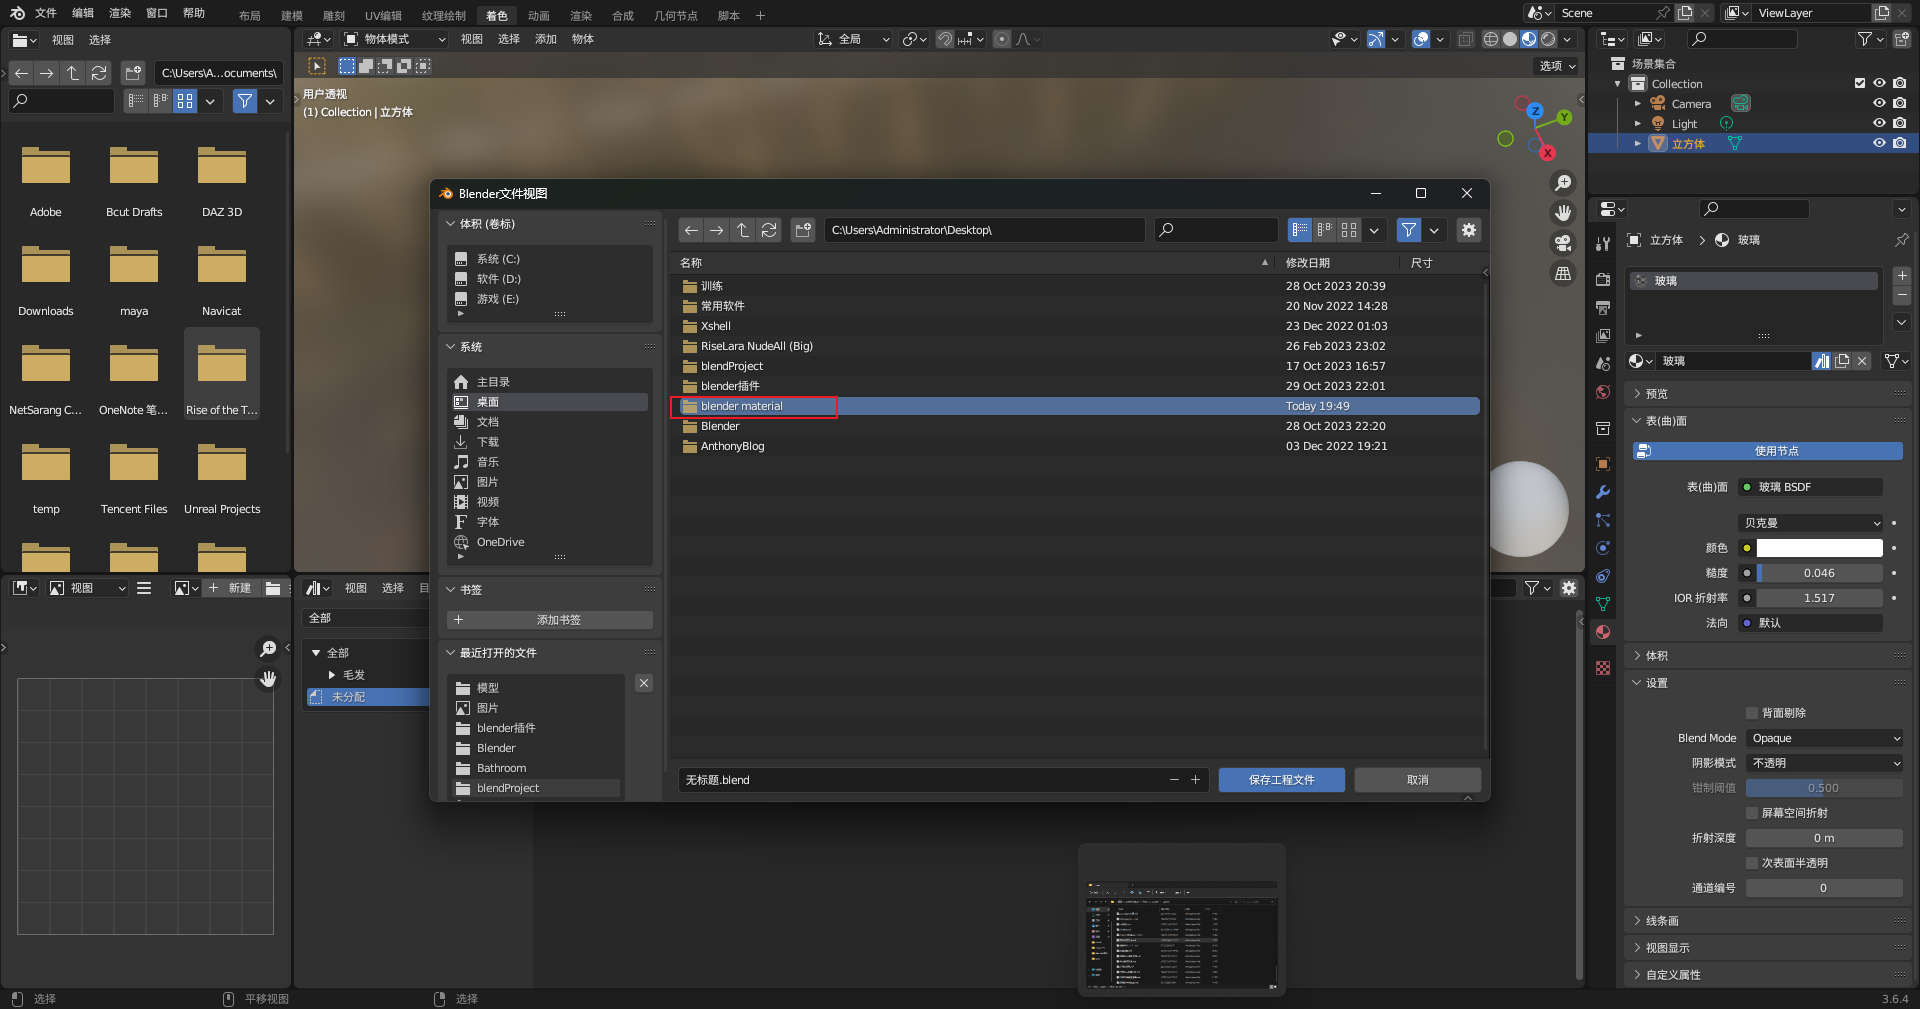 文件 编辑 渲染 窗口 帮助 布局 建模 雕刻 UV编辑 纹理绘制 着色 动画 渲染 合成 几何节点 脚本 + Scene ViewLayer
视图 选择
C:\Users\A...ocuments\
Adobe Bcut Drafts DAZ 3D
Downloads maya Navicat
NetSarang C... OneNote 笔... Rise of the T...
temp Tencent Files Unreal Projects
物体模式 视图 选择 添加 物体 全局
选项
用户透视
(1) Collection | 立方体
Z
Y
X
Blender文件视图
体积 (卷标)
系统 (C:)
软件 (D:)
游戏 (E:)
系统
主目录
桌面
文档
下载
音乐
图片
视频
字体
OneDrive
书签
添加书签
最近打开的文件
模型
图片
blender插件
Blender
Bathroom
blendProject
C:\Users\Administrator\Desktop\
名称 修改日期 尺寸
训练 28 Oct 2023 20:39
常用软件 20 Nov 2022 14:28
Xshell 23 Dec 2022 01:03
RiseLara NudeAll (Big) 26 Feb 2023 23:02
blendProject 17 Oct 2023 16:57
blender插件 29 Oct 2023 22:01
blender material Today 19:49
Blender 28 Oct 2023 22:20
AnthonyBlog 03 Dec 2022 19:21
无标题.blend 保存工程文件 取消
视图 新建
视图 选择 目
全部
全部
毛发
未分配
场景集合
Collection
Camera
Light
立方体
立方体 玻璃
玻璃
玻璃
预览
表(曲)面
使用节点
表(曲)面 玻璃 BSDF
贝克曼
颜色
糙度 0.046
IOR 折射率 1.517
法向 默认
体积
设置
背面剔除
Blend Mode Opaque
阴影模式 不透明
钳制阈值 0.500
屏幕空间折射
折射深度 0 m
次表面半透明
通道编号 0
线条画
视图显示
自定义属性
选择 平移视图 选择 3.6.4